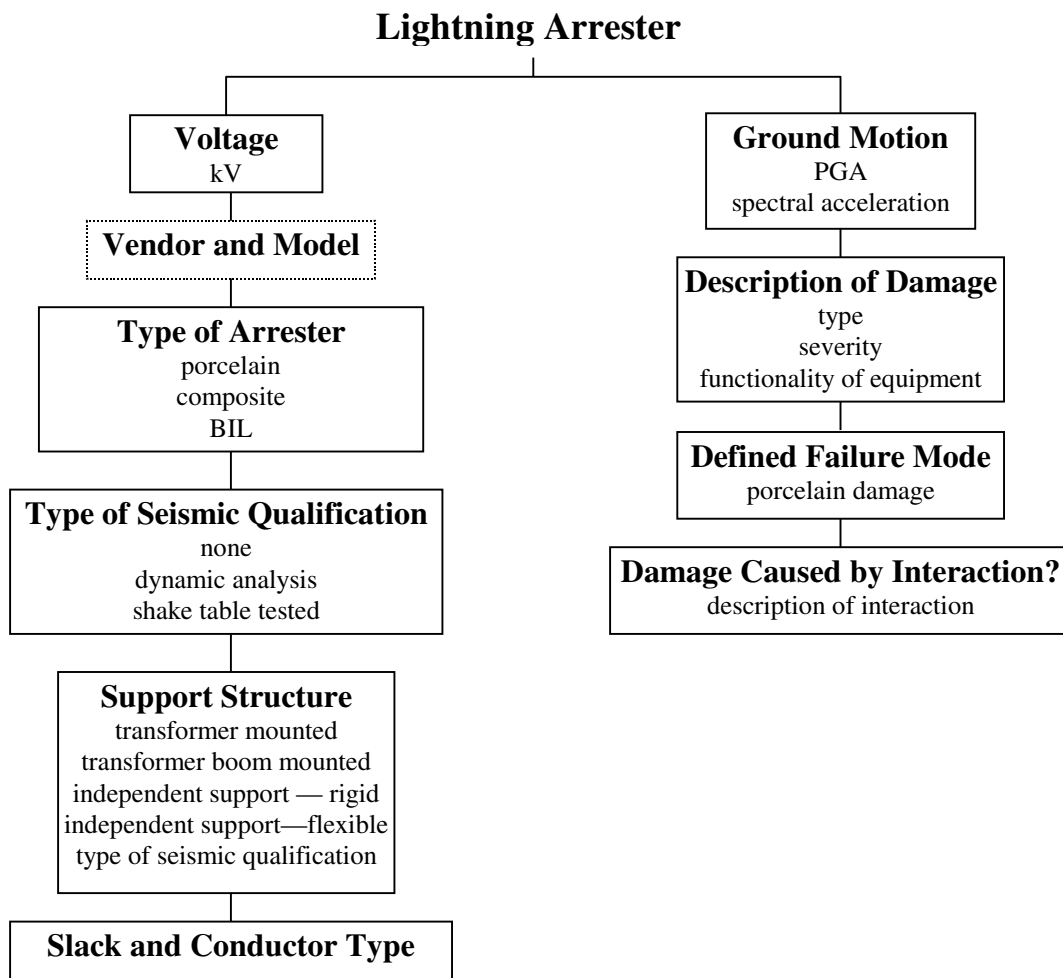 Lightning Arrester
Voltage
kV
Vendor and Model
Type of Arrester
porcelain
composite
BIL
Type of Seismic Qualification
none
dynamic analysis
shake table tested
Support Structure
transformer mounted
transformer boom mounted
independent support — rigid
independent support—flexible
type of seismic qualification
Slack and Conductor Type
Ground Motion
PGA
spectral acceleration
Description of Damage
type
severity
functionality of equipment
Defined Failure Mode
porcelain damage
Damage Caused by Interaction?
description of interaction